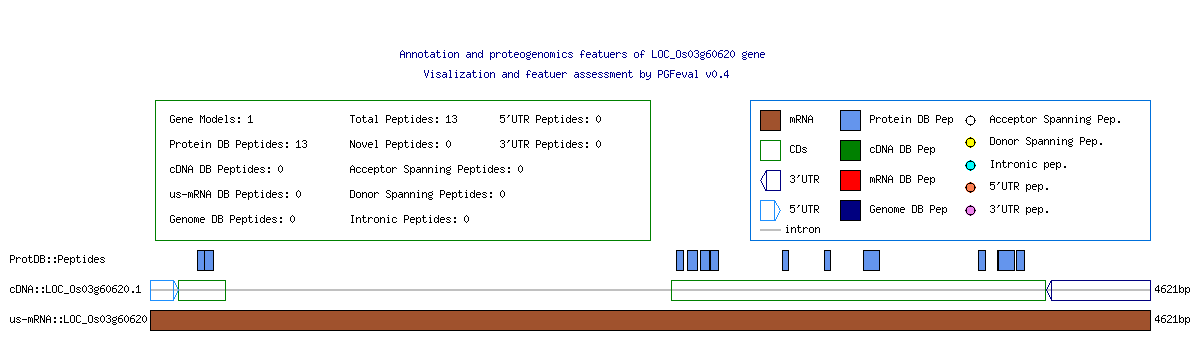 Annotation and proteogenomics featuers of LOC_Os03g60620 gene
Visalization and featuer assessment by PGFeval v0.4
Gene Models: 1 Total Peptides: 13 5'UTR Peptides: 0
Protein DB Peptides: 13 Novel Peptides: 0 3'UTR Peptides: 0
cDNA DB Peptides: 0 Acceptor Spanning Peptides: 0
us-mRNA DB Peptides: 0 Donor Spanning Peptides: 0
Genome DB Peptides: 0 Intronic Peptides: 0
mRNA Protein DB Pep Acceptor Spanning Pep.
CDs cDNA DB Pep Donor Spanning Pep.
3'UTR mRNA DB Pep Intronic pep.
5'UTR Genome DB Pep 5'UTR pep.
intron 3'UTR pep.
ProtDB::Peptides
cDNA::LOC_Os03g60620.1 4621bp
us-mRNA::LOC_Os03g60620 4621bp